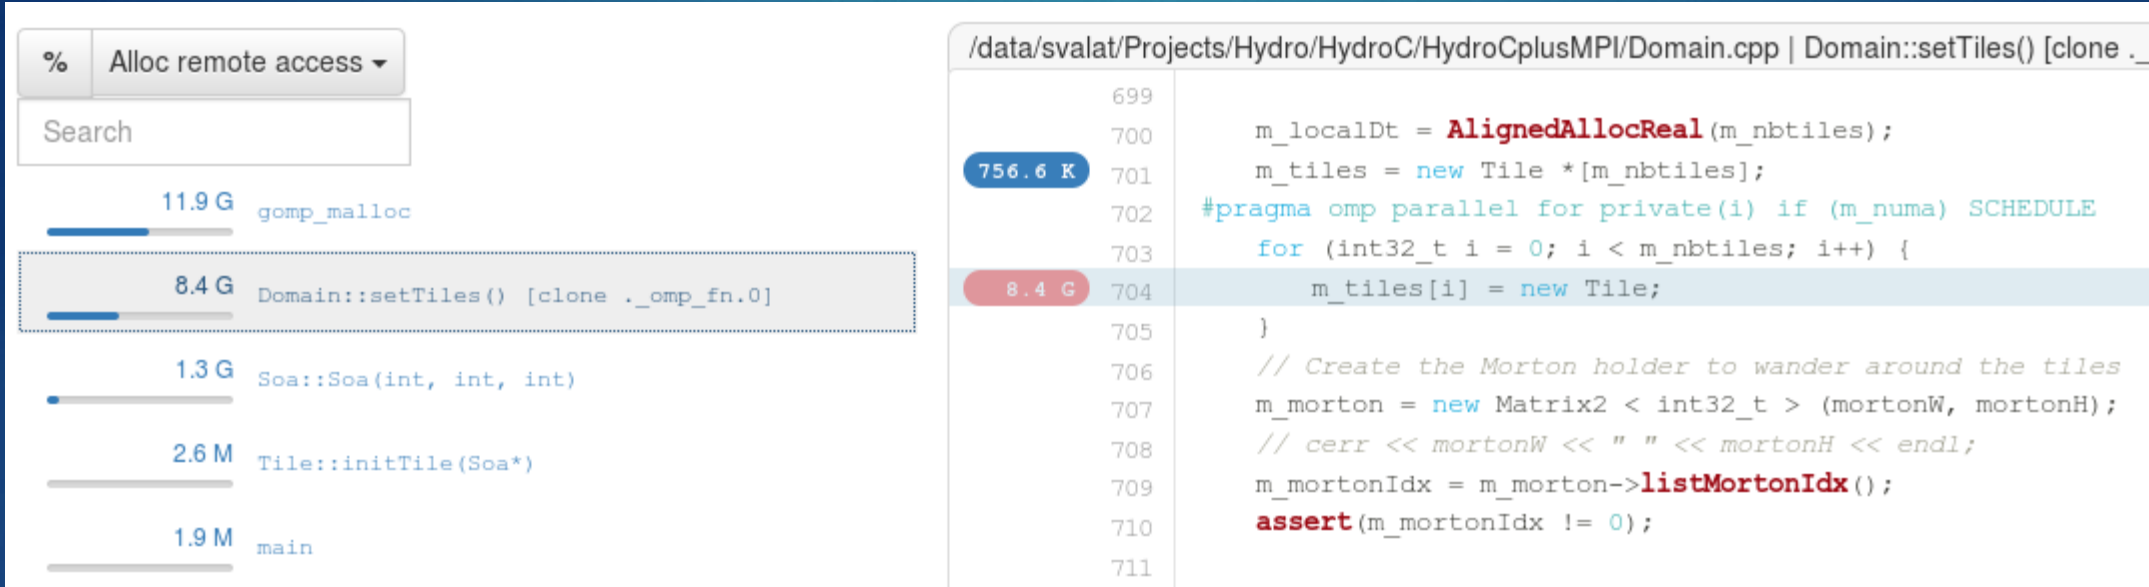 % Alloc remote access
Search
11.9 G gomp_malloc
8.4 G Domain::setTiles() [clone ._omp_fn.0]
1.3 G Soa::Soa(int, int, int)
2.6 M Tile::initTile(Soa*)
1.9 M main
/data/svalat/Projects/Hydro/HydroC/HydroCplusMPI/Domain.cpp | Domain::setTiles() [clone ._
699
700 m_localDt = AlignedAllocReal(m_nbtiles);
756.6 K 701 m_tiles = new Tile *[m_nbtiles];
702 #pragma omp parallel for private(i) if (m_numa) SCHEDULE
703 for (int32_t i = 0; i < m_nbtiles; i++) {
8.4 G 704 m_tiles[i] = new Tile;
705 }
706 // Create the Morton holder to wander around the tiles
707 m_morton = new Matrix2 < int32_t > (mortonW, mortonH);
708 // cerr << mortonW << " " << mortonH << endl;
709 m_mortonIdx = m_morton->listMortonIdx();
710 assert(m_mortonIdx != 0);
711